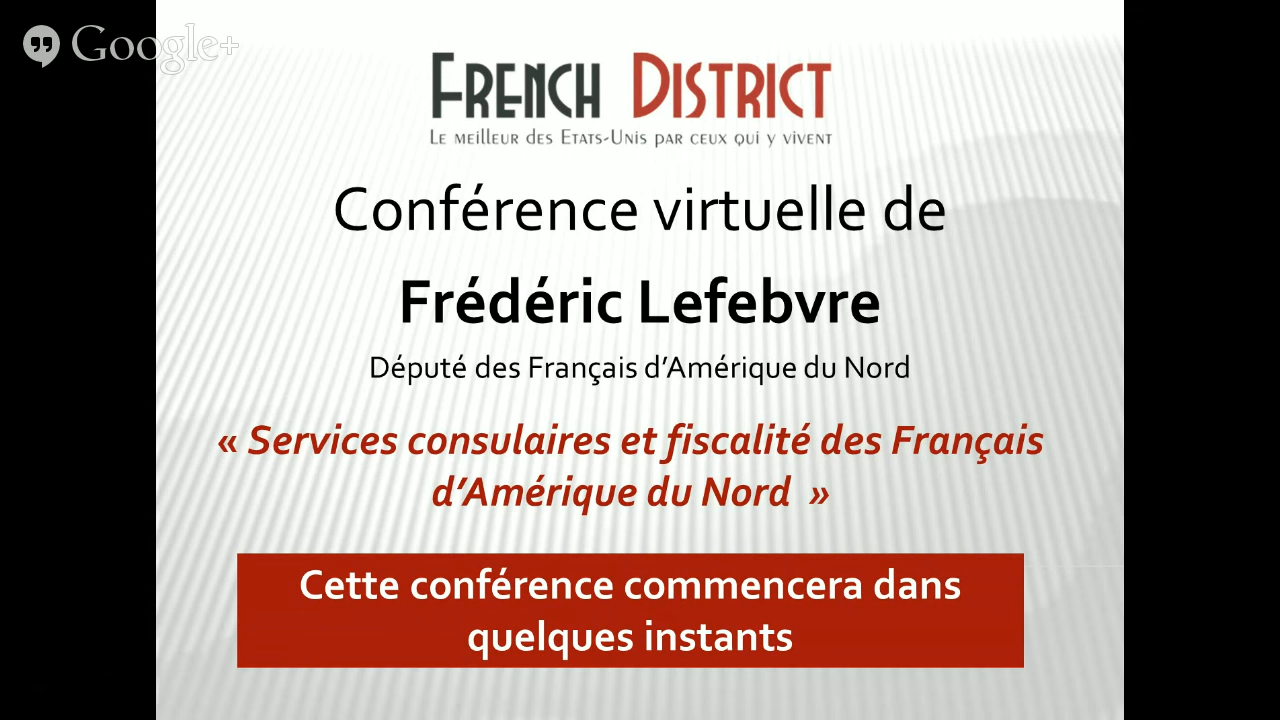 Google+
FRENCH DISTRICT
LE MEILLEUR DES ETATS-UNIS PAR CEUX QUI Y VIVENT
Conférence virtuelle de
Frédéric Lefebvre
Député des Français d’Amérique du Nord
« Services consulaires et fiscalité des Français
d’Amérique du Nord »
Cette conférence commencera dans
quelques instants